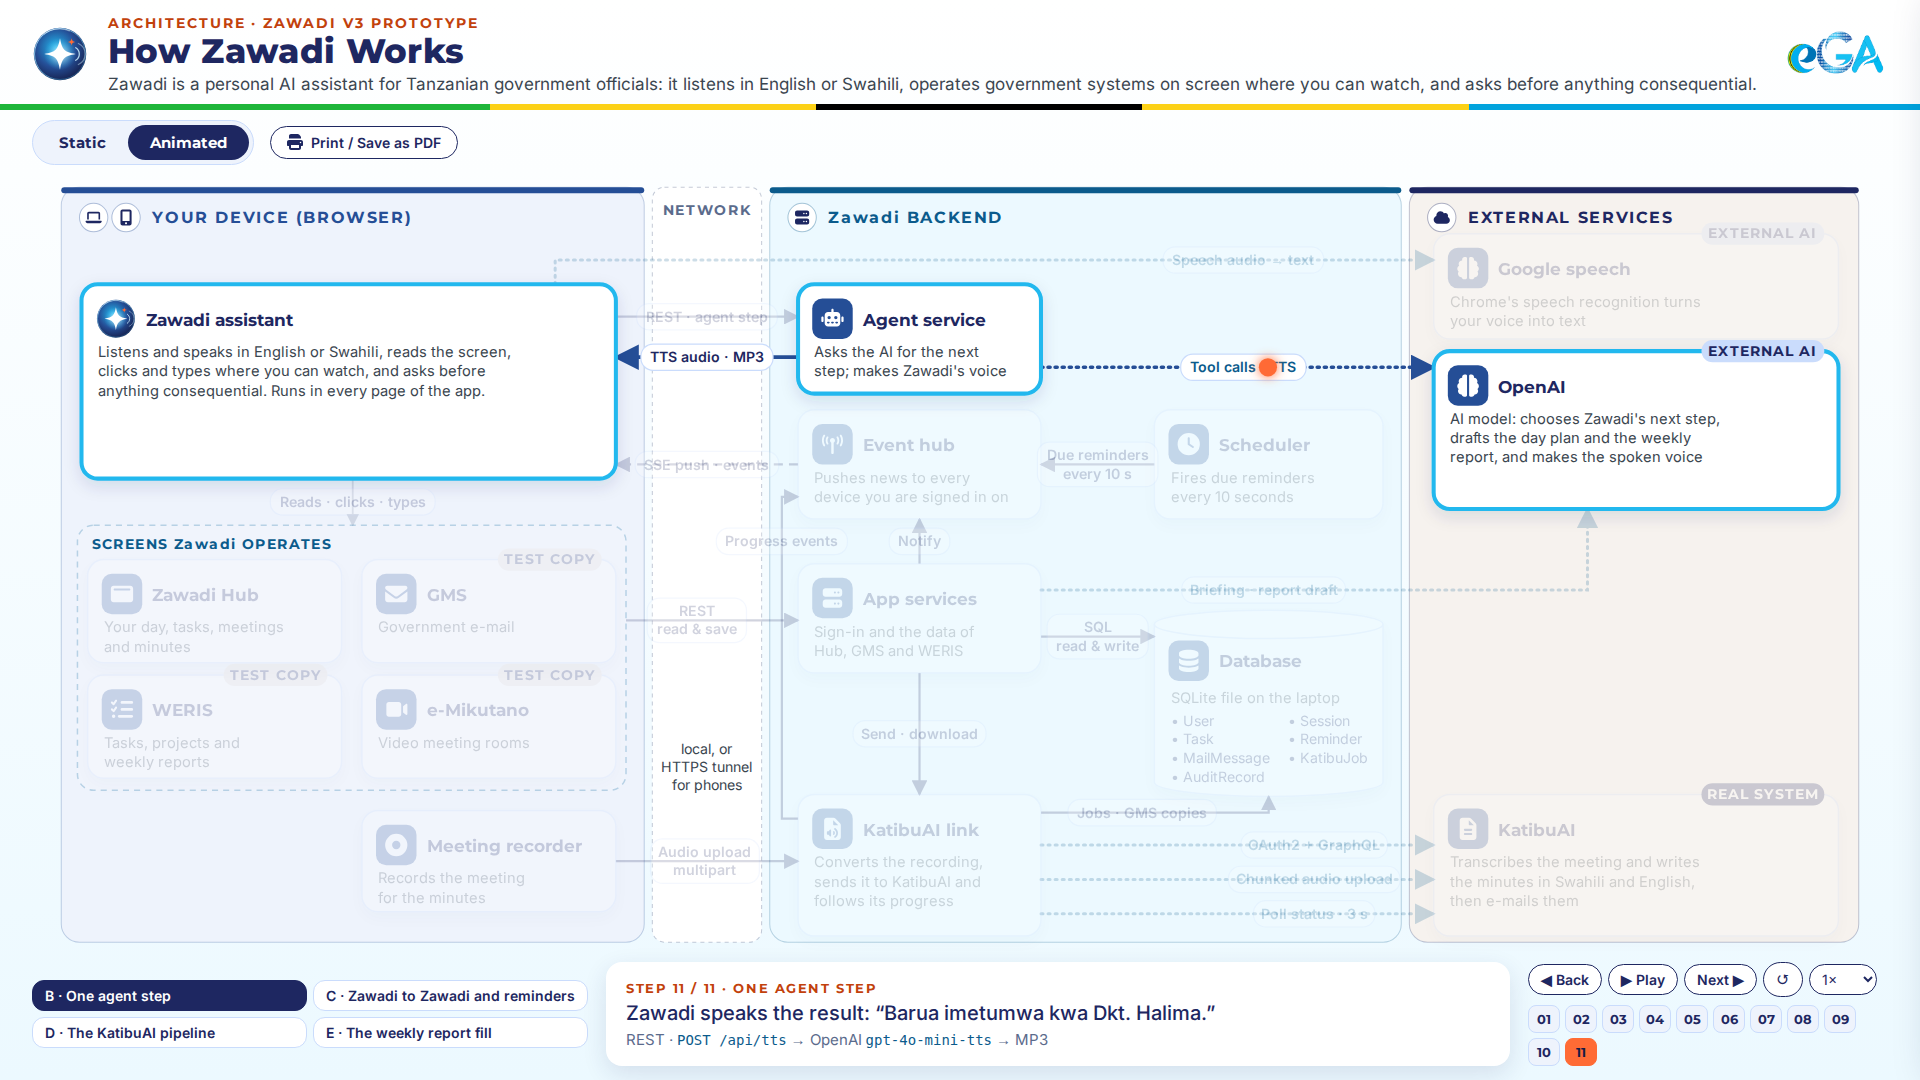 ARCHITECTURE · ZAWADI V3 PROTOTYPE
How Zawadi Works
Zawadi is a personal AI assistant for Tanzanian government officials: it listens in English or Swahili, operates government systems on screen where you can watch, and asks before anything consequential.
eGA
Static
Animated
Print / Save as PDF
YOUR DEVICE (BROWSER)
NETWORK
Zawadi BACKEND
EXTERNAL SERVICES
Speech audio → text
EXTERNAL AI
Google speech
Chrome's speech recognition turns
your voice into text
Zawadi assistant
Listens and speaks in English or Swahili, reads the screen,
clicks and types where you can watch, and asks before
anything consequential. Runs in every page of the app.
REST · agent step
TTS audio · MP3
SSE push · events
Agent service
Asks the AI for the next
step; makes Zawadi's voice
Tool calls TTS
EXTERNAL AI
OpenAI
AI model: chooses Zawadi's next step,
drafts the day plan and the weekly
report, and makes the spoken voice
Event hub
Pushes news to every
device you are signed in on
Due reminders
every 10 s
Scheduler
Fires due reminders
every 10 seconds
Reads · clicks · types
Progress events
Notify
SCREENS Zawadi OPERATES
Zawadi Hub
Your day, tasks, meetings
and minutes
TEST COPY
GMS
Government e-mail
TEST COPY
WERIS
Tasks, projects and
weekly reports
TEST COPY
e-Mikutano
Video meeting rooms
REST
read & save
App services
Sign-in and the data of
Hub, GMS and WERIS
Briefing · report draft
SQL
read & write
Database
SQLite file on the laptop
• User
• Task
• MailMessage
• AuditRecord
• Session
• Reminder
• KatibuJob
local, or
HTTPS tunnel
for phones
Send · download
Meeting recorder
Records the meeting
for the minutes
Audio upload
multipart
KatibuAI link
Converts the recording,
sends it to KatibuAI and
follows its progress
Jobs · GMS copies
OAuth2 + GraphQL
Chunked audio upload
Poll status · 3 s
REAL SYSTEM
KatibuAI
Transcribes the meeting and writes
the minutes in Swahili and English,
then e-mails them
B · One agent step
C · Zawadi to Zawadi and reminders
D · The KatibuAI pipeline
E · The weekly report fill
STEP 11 / 11 · ONE AGENT STEP
Zawadi speaks the result: “Barua imetumwa kwa Dkt. Halima.”
REST · POST /api/tts → OpenAI gpt-4o-mini-tts → MP3
◀ Back
▶ Play
Next ▶
↺
1×
01 02 03 04 05 06 07 08 09
10 11